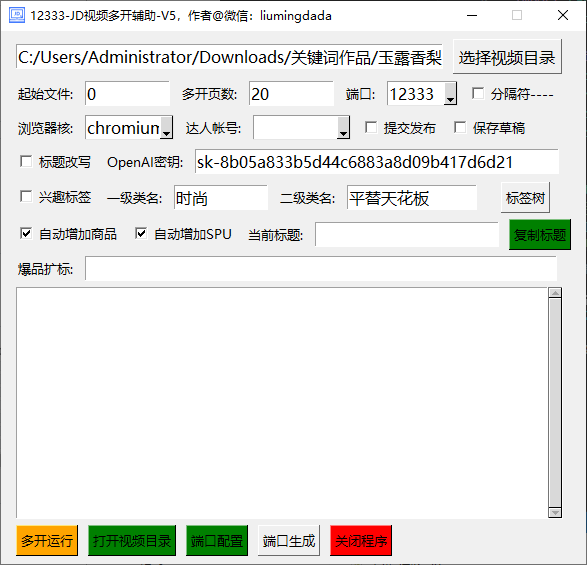 12333-JD视频多开辅助-V5，作者@微信：liumingdada
C:/Users/Administrator/Downloads/关键词作品/玉露香梨 选择视频目录
起始文件: 0 多开页数: 20 端口: 12333 分隔符----
浏览器核: chromium 达人帐号: 提交发布 保存草稿
标题改写 OpenAI密钥: sk-8b05a833b5d44c6883a8d09b417d6d21
兴趣标签 一级类名: 时尚 二级类名: 平替天花板 标签树
自动增加商品 自动增加SPU 当前标题: 复制标题
爆品扩标:
多开运行 打开视频目录 端口配置 端口生成 关闭程序